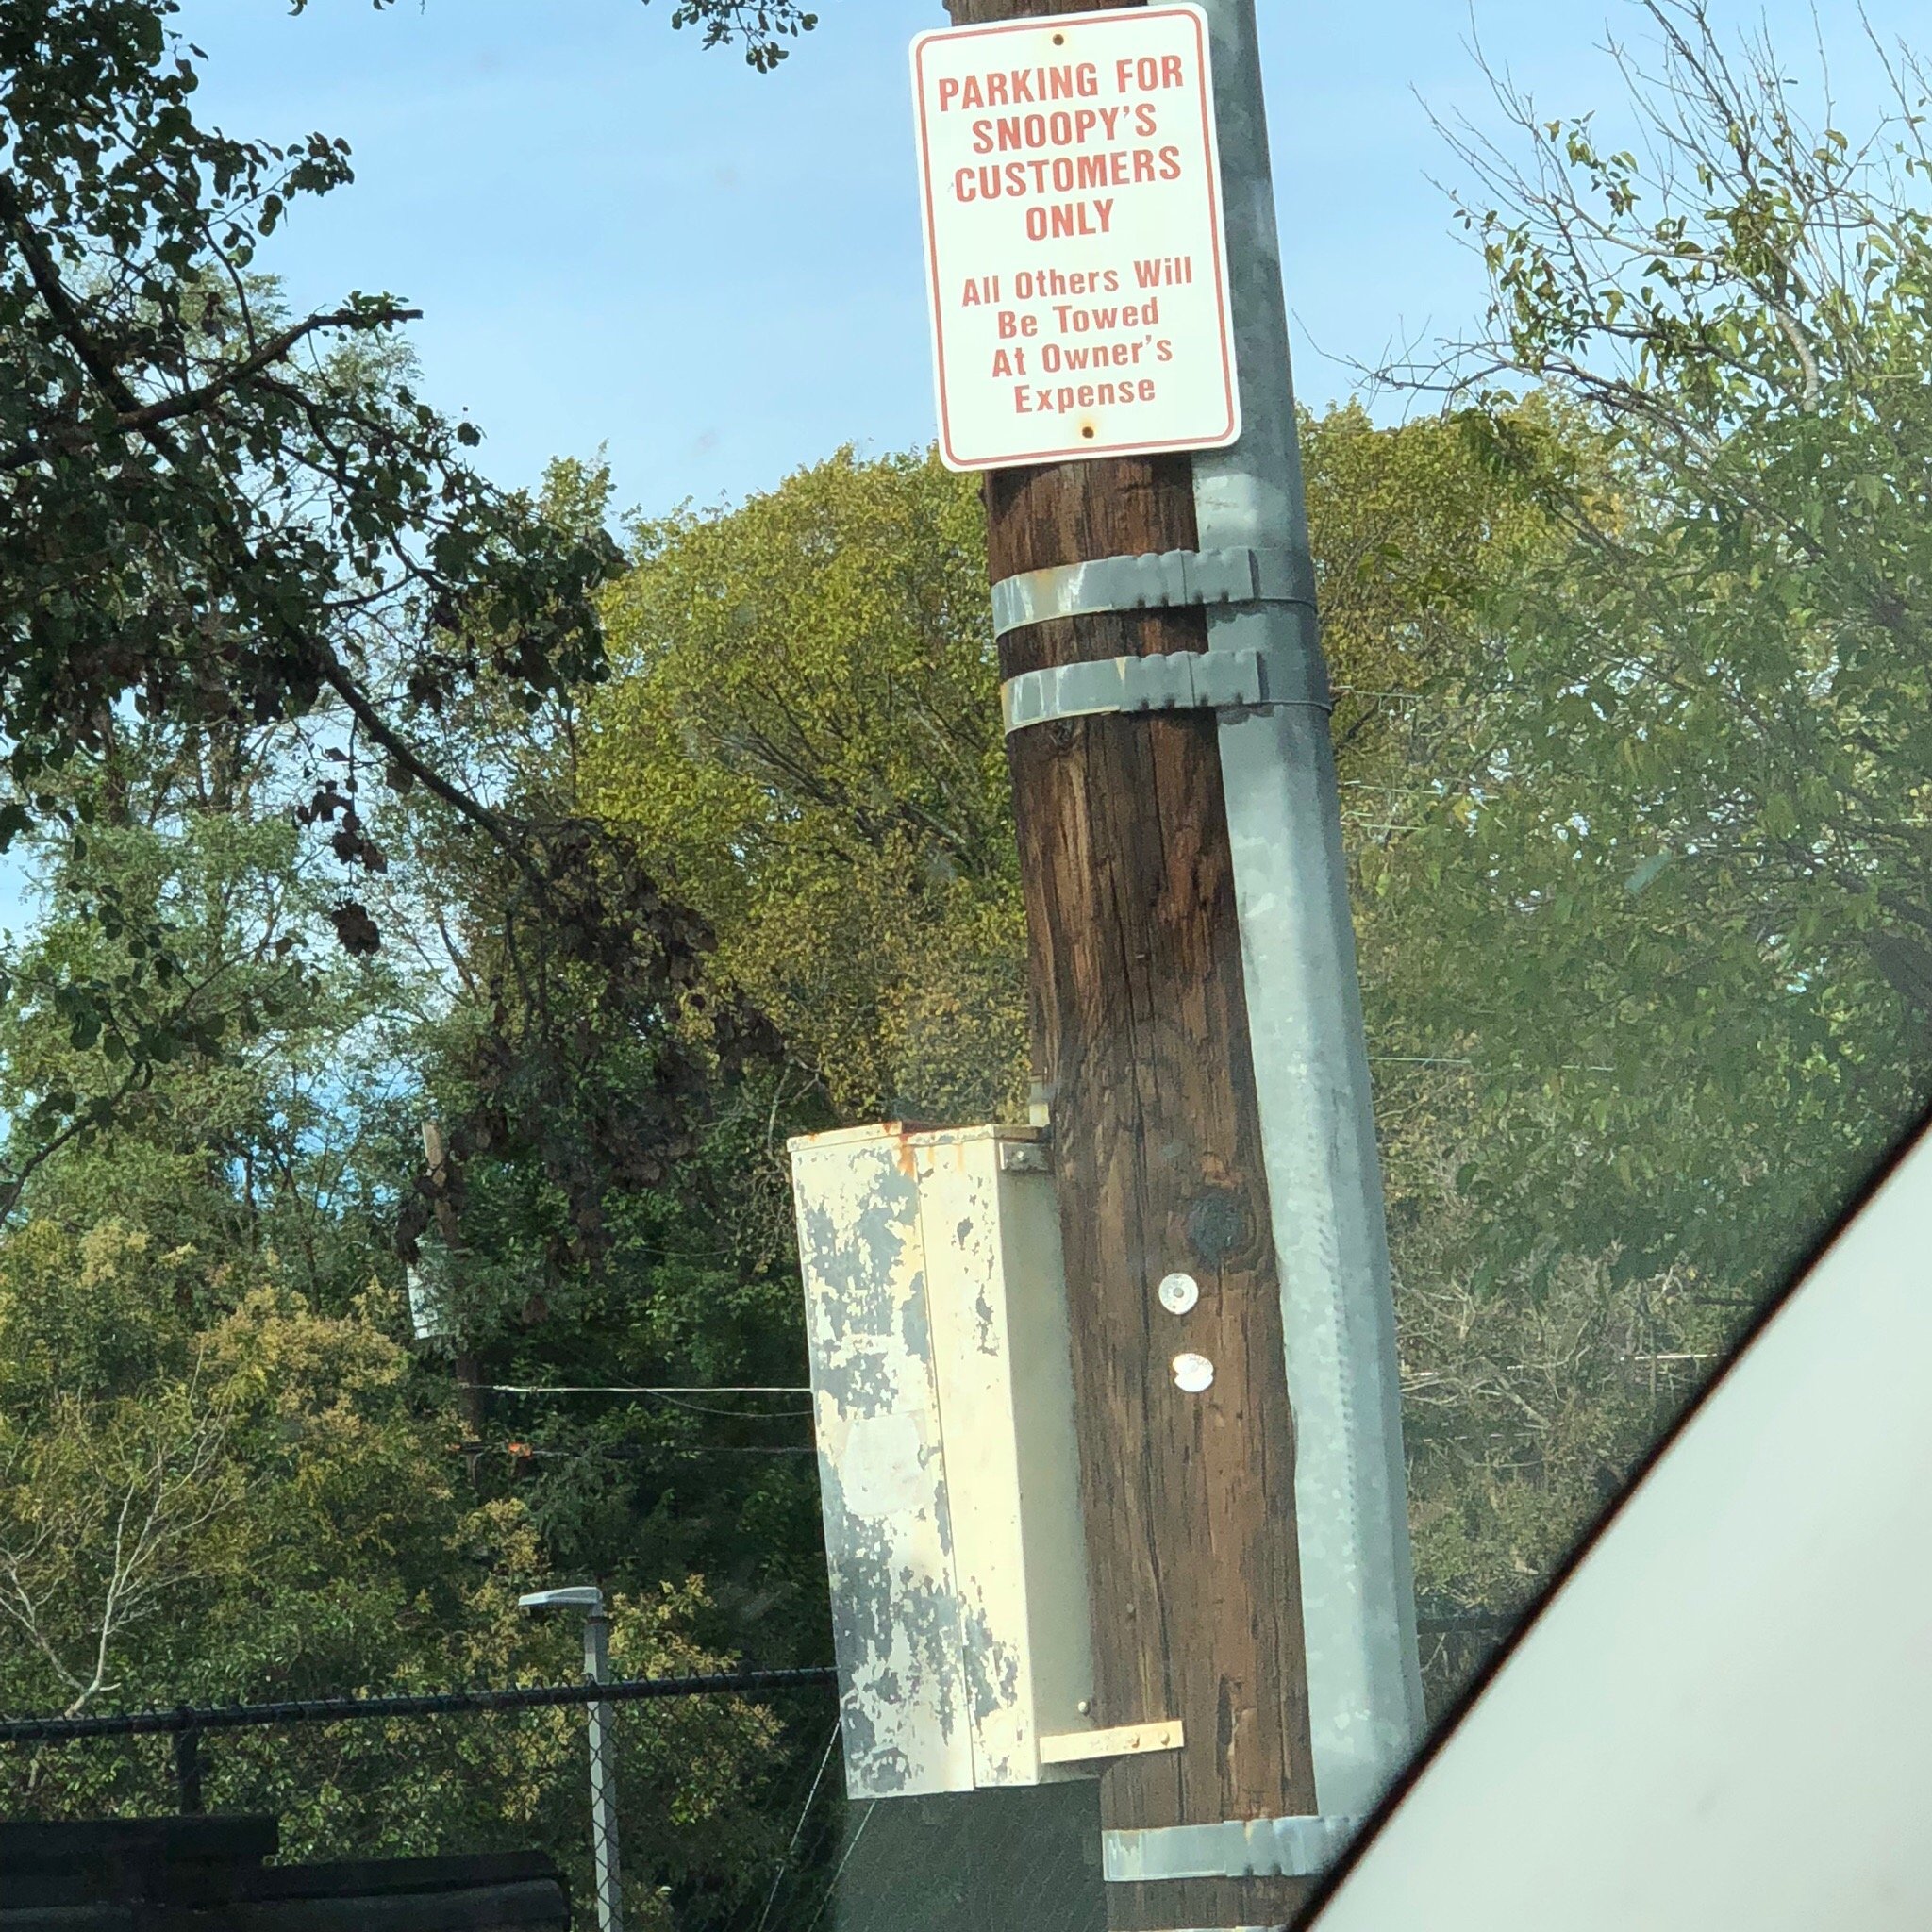 PARKING FOR
SNOOPY'S
CUSTOMERS
ONLY
All Others Will
Be Towed
At Owner's
Expense